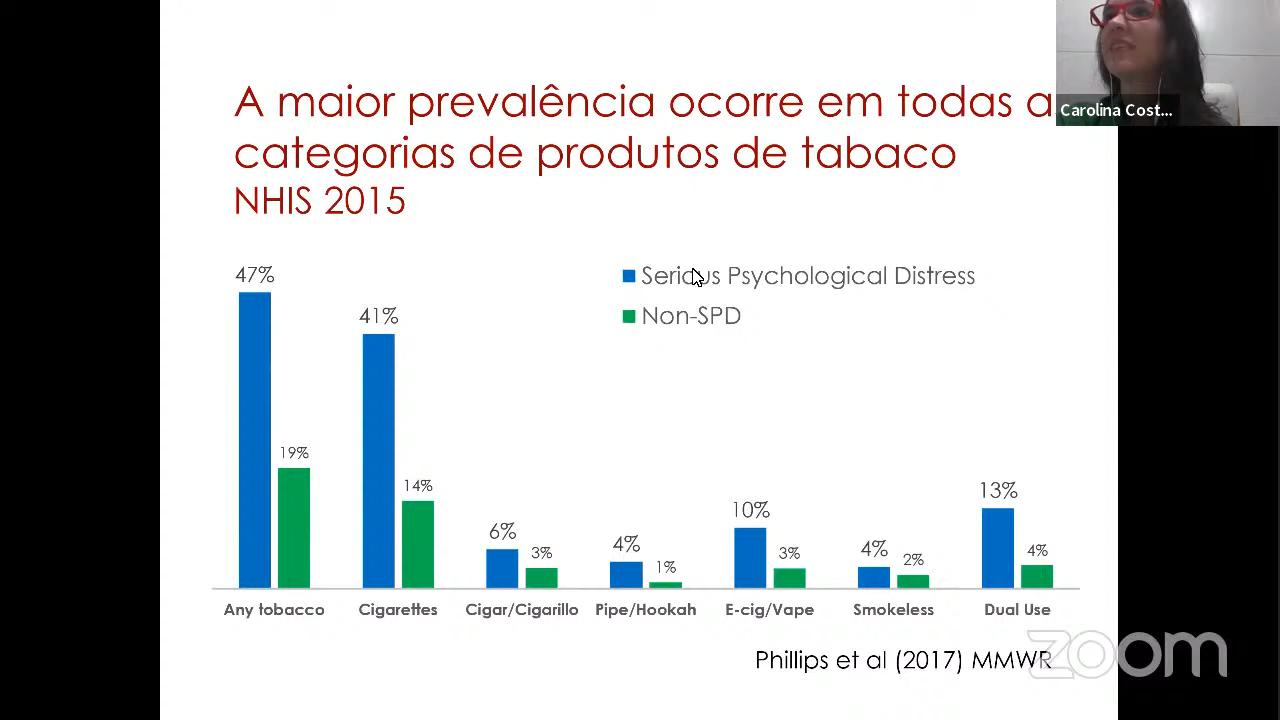 A maior prevalência ocorre em todas a
categorias de produtos de tabaco
NHIS 2015
Carolina Cost...
Serious Psychological Distress
Non-SPD
47%
19%
41%
14%
6%
3%
4%
1%
10%
3%
4%
2%
13%
4%
Any tobacco
Cigarettes
Cigar/Cigarillo
Pipe/Hookah
E-cig/Vape
Smokeless
Dual Use
Phillips et al (2017) MMWR
zoom